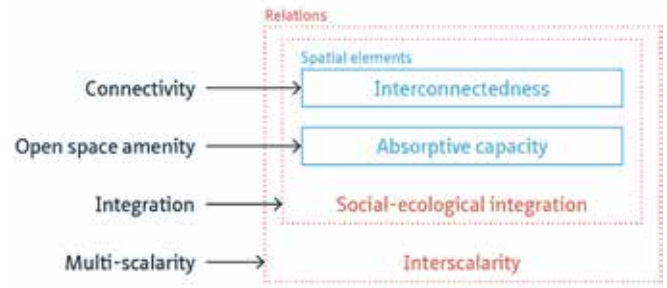 Relations
Spatial elements
Connectivity Interconnectedness
Open space amenity Absorptive capacity
Integration Social-ecological integration
Multi-scalarity Interscalarity